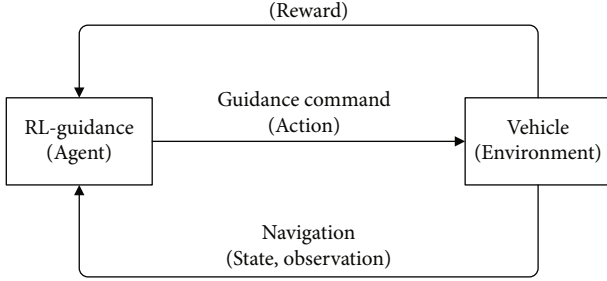 (Reward)
Guidance command
(Action)
RL-guidance
(Agent)
Vehicle
(Environment)
Navigation
(State, observation)